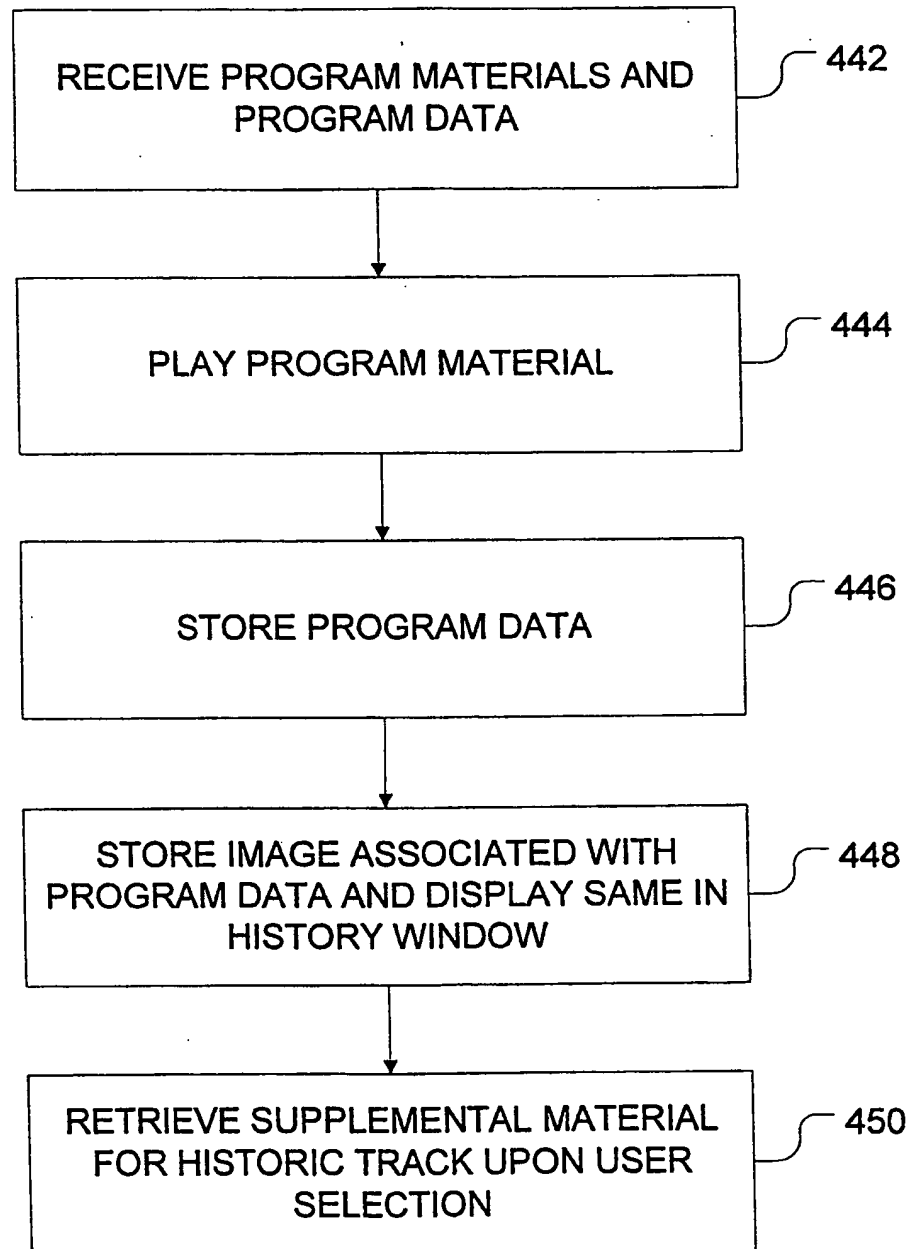 RECEIVE PROGRAM MATERIALS AND
PROGRAM DATA
442
PLAY PROGRAM MATERIAL
444
STORE PROGRAM DATA
446
STORE IMAGE ASSOCIATED WITH
PROGRAM DATA AND DISPLAY SAME IN
HISTORY WINDOW
448
RETRIEVE SUPPLEMENTAL MATERIAL
FOR HISTORIC TRACK UPON USER
SELECTION
450